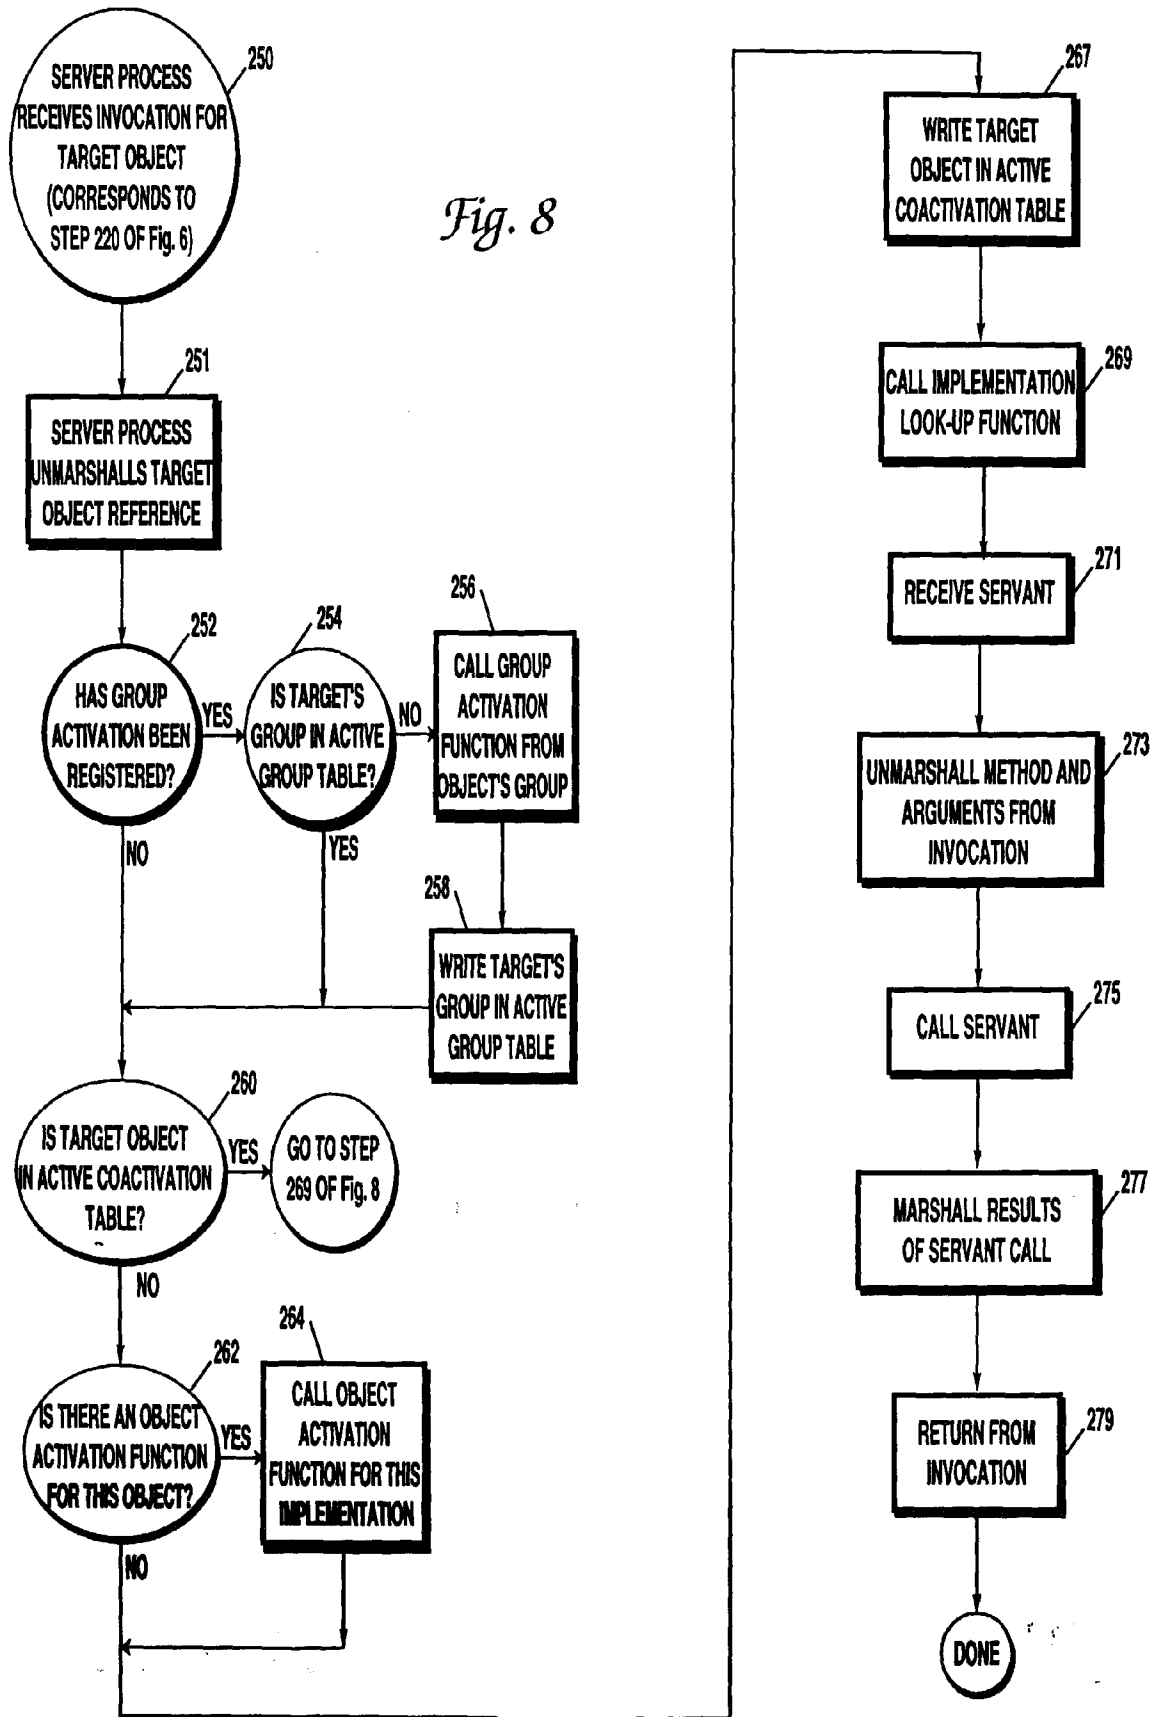 250
SERVER PROCESS
RECEIVES INVOCATION FOR
TARGET OBJECT
(CORRESPONDS TO
STEP 220 OF Fig. 6)
Fig. 8
251
SERVER PROCESS
UNMARSHALLS TARGET
OBJECT REFERENCE
252
HAS GROUP
ACTIVATION BEEN
REGISTERED?
YES
NO
254
IS TARGET'S
GROUP IN ACTIVE
GROUP TABLE?
NO
YES
256
CALL GROUP
ACTIVATION
FUNCTION FROM
OBJECT'S GROUP
258
WRITE TARGET'S
GROUP IN ACTIVE
GROUP TABLE
260
IS TARGET OBJECT
IN ACTIVE COACTIVATION
TABLE?
YES
GO TO STEP
269 OF Fig. 8
NO
262
IS THERE AN OBJECT
ACTIVATION FUNCTION
FOR THIS OBJECT?
YES
NO
264
CALL OBJECT
ACTIVATION
FUNCTION FOR THIS
IMPLEMENTATION
267
WRITE TARGET
OBJECT IN ACTIVE
COACTIVATION TABLE
269
CALL IMPLEMENTATION
LOOK-UP FUNCTION
271
RECEIVE SERVANT
273
UNMARSHALL METHOD AND
ARGUMENTS FROM
INVOCATION
275
CALL SERVANT
277
MARSHALL RESULTS
OF SERVANT CALL
279
RETURN FROM
INVOCATION
DONE